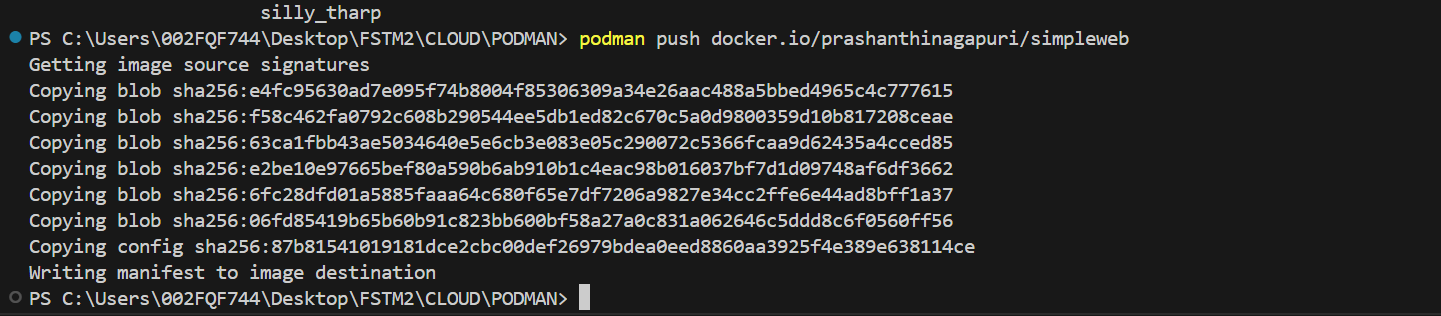 silly_tharp
PS C:\Users\002FQF744\Desktop\FSTM2\CLOUD\PODMAN> podman push docker.io/prashanthinagapuri/simpleweb
Getting image source signatures
Copying blob sha256:e4fc95630ad7e095f74b8004f85306309a34e26aac488a5bbed4965c4c777615
Copying blob sha256:f58c462fa0792c608b290544ee5db1ed82c670c5a0d9800359d10b817208ceae
Copying blob sha256:63ca1fbb43ae5034640e5e6cb3e083e05c290072c5366fcaa9d62435a4cced85
Copying blob sha256:e2be10e97665bef80a590b6ab910b1c4eac98b016037bf7d1d09748af6df3662
Copying blob sha256:6fc28dfd01a5885faaa64c680f65e7df7206a9827e34cc2ffe6e44ad8bff1a37
Copying blob sha256:06fd85419b65b60b91c823bb600bf58a27a0c831a062646c5ddd8c6f0560ff56
Copying config sha256:87b81541019181dce2cbc00def26979bdea0eed8860aa3925f4e389e638114ce
Writing manifest to image destination
PS C:\Users\002FQF744\Desktop\FSTM2\CLOUD\PODMAN>